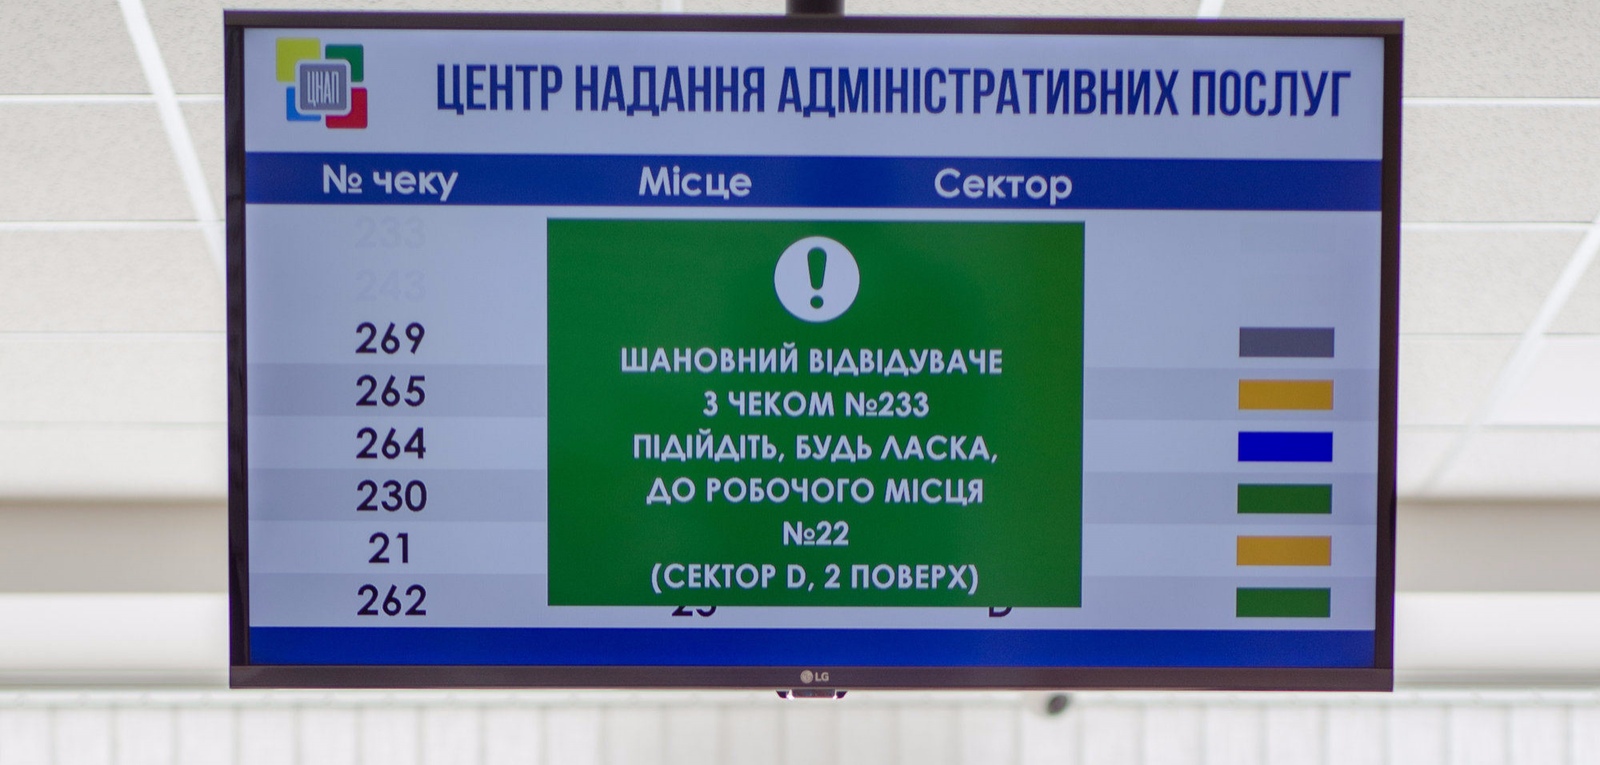 ЦНАП
ЦЕНТР НАДАННЯ АДМІНІСТРАТИВНИХ ПОСЛУГ
№ чеку Місце Сектор
233
243
269
265
264
230
21
262
ШАНОВНИЙ ВІДВІДУВАЧЕ
З ЧЕКОМ №233
ПІДІЙДІТЬ, БУДЬ ЛАСКА,
ДО РОБОЧОГО МІСЦЯ
№22
(СЕКТОР D, 2 ПОВЕРХ)
LG